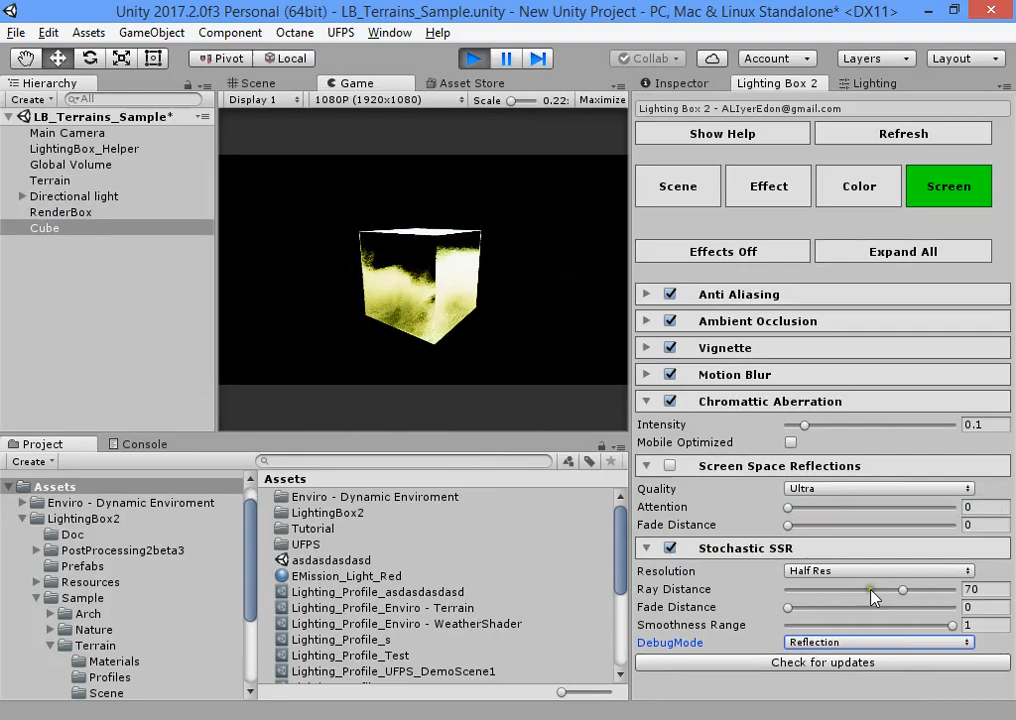 Unity 2017.2.0f3 Personal (64bit) - LB_Terrains_Sample.unity - New Unity Project - PC, Mac & Linux Standalone* <DX11>
File Edit Assets GameObject Component Octane UFPS Window Help
Pivot Local Collab Account Layers Layout
Hierarchy Scene Game Asset Store Inspector Lighting Box 2 Lighting
Create All Display 1 1080P (1920x1080) Scale 0.22: Maximize
Lighting Box 2 - ALIyerEdon@gmail.com
LB_Terrains_Sample*
Main Camera
LightingBox_Helper
Global Volume
Terrain
Directional light
RenderBox
Cube
Show Help Refresh
Scene Effect Color Screen
Effects Off Expand All
Anti Aliasing
Ambient Occlusion
Vignette
Motion Blur
Chromattic Aberration
Intensity 0.1
Mobile Optimized
Screen Space Reflections
Quality Ultra
Attention 0
Fade Distance 0
Stochastic SSR
Resolution Half Res
Ray Distance 70
Fade Distance 0
Smoothness Range 1
DebugMode Reflection
Check for updates
Project Console
Create
Assets
Enviro - Dynamic Enviroment
LightingBox2
Doc
PostProcessing2beta3
Prefabs
Resources
Sample
Arch
Nature
Terrain
Materials
Profiles
Scene
Assets
Enviro - Dynamic Enviroment
LightingBox2
Tutorial
UFPS
asdasdasdasd
EMission_Light_Red
Lighting_Profile_asdasdasdasd
Lighting_Profile_Enviro - Terrain
Lighting_Profile_Enviro - WeatherShader
Lighting_Profile_s
Lighting_Profile_Test
Lighting_Profile_UFPS_DemoScene1